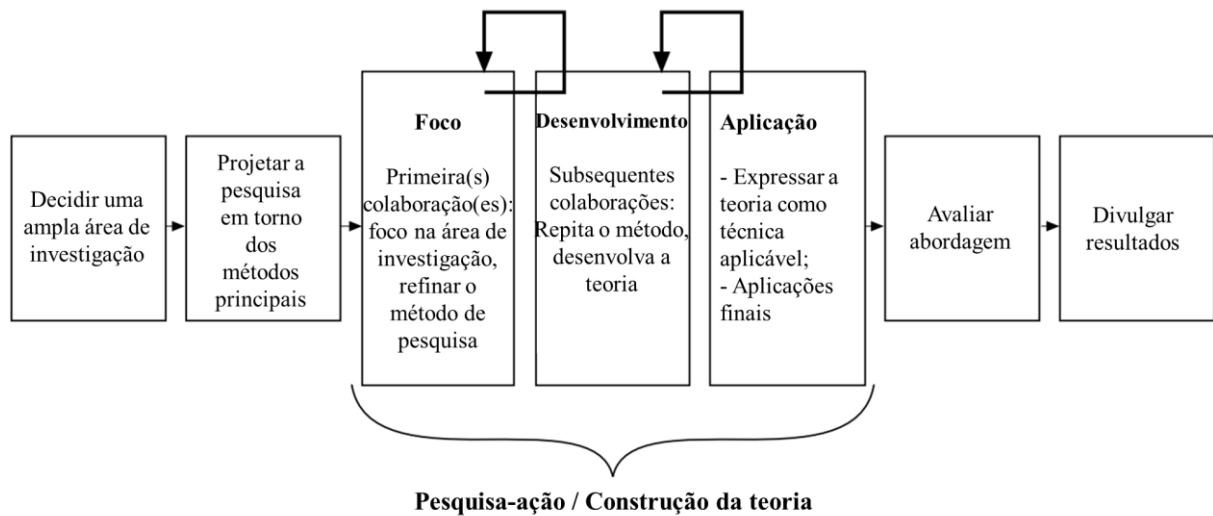 Decidir uma
ampla área de
investigação
Projetar a
pesquisa
em torno
dos
métodos
principais
Foco
Primeira(s)
colaboração(es):
foco na área de
investigação,
refinar o
método de
pesquisa
Desenvolvimento
Subsequentes
colaborações:
Repita o método,
desenvolva a
teoria
Aplicação
- Expressar a
teoria como
técnica
aplicável;
- Aplicações
finais
Avaliar
abordagem
Divulgar
resultados
Pesquisa-ação / Construção da teoria